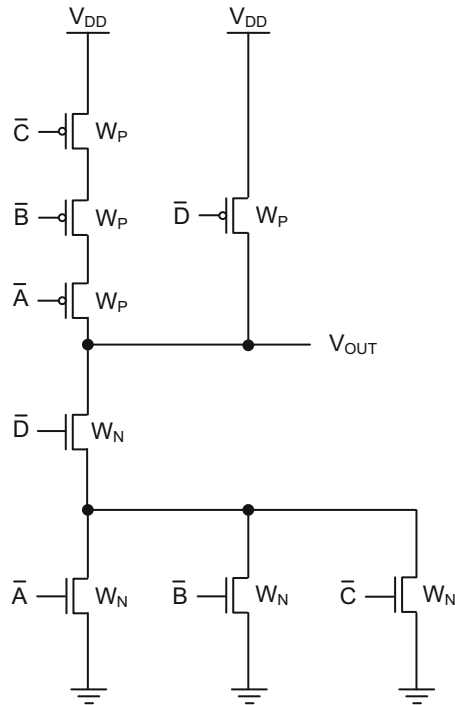 V_DD V_DD
C̅ W_P
B̅ W_P D̅ W_P
A̅ W_P
V_OUT
D̅ W_N
A̅ W_N B̅ W_N C̅ W_N